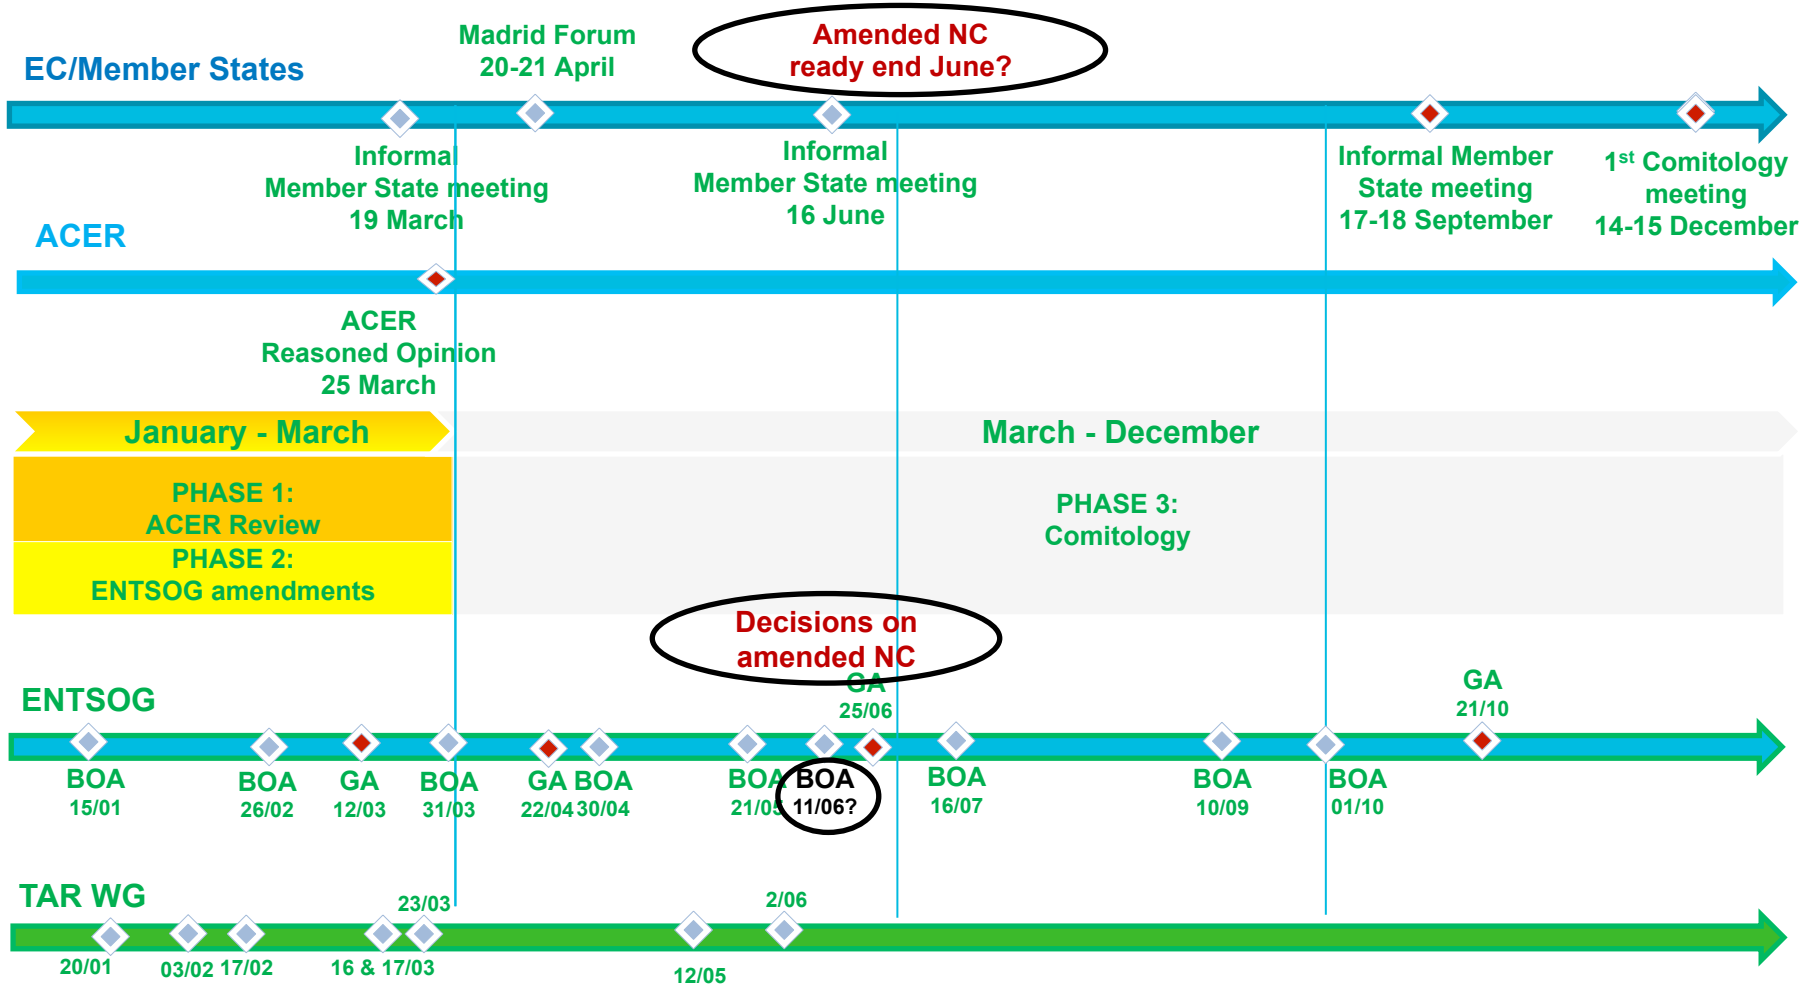 Madrid Forum
20-21 April
Amended NC
ready end June?
EC/Member States
Informal
Member State meeting
19 March
Informal
Member State meeting
16 June
Informal Member
State meeting
17-18 September
1st Comitology
meeting
14-15 December
ACER
ACER
Reasoned Opinion
25 March
January - March
March - December
PHASE 1:
ACER Review
PHASE 2:
ENTSOG amendments
PHASE 3:
Comitology
Decisions on
amended NC
ENTSOG
GA
25/06
GA
21/10
BOA
15/01
BOA
26/02
GA
12/03
BOA
31/03
GA
22/04
BOA
30/04
BOA
21/05
BOA
11/06?
BOA
16/07
BOA
10/09
BOA
01/10
TAR WG
23/03
2/06
20/01
03/02
17/02
16 & 17/03
12/05